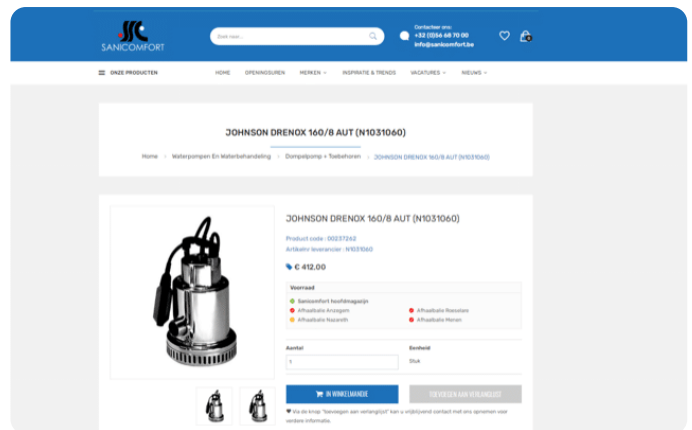 SANICOMFORT
Zoek naar...
Contacteer ons:
+32 (0)56 68 70 00
info@sanicomfort.be
0
ONZE PRODUCTEN
HOME OPENINGSUREN MERKEN INSPIRATIE & TRENDS VACATURES NIEUWS
JOHNSON DRENOX 160/8 AUT (N1031060)
Home > Waterpompen En Waterbehandeling > Dompelpomp + Toebehoren > JOHNSON DRENOX 160/8 AUT (N1031060)
JOHNSON DRENOX 160/8 AUT (N1031060)
Product code : 00237262
Artikelnr leverancier : N1031060
€ 412,00
Voorraad
Sanicomfort hoofdmagazijn
Afhaalbalie Anzegem Afhaalbalie Roeselare
Afhaalbalie Nazareth Afhaalbalie Menen
Aantal Eenheid
1 Stuk
IN WINKELMANDJE TOEVOEGEN AAN VERLANGLIJST
Via de knop "toevoegen aan verlanglijst" kan u vrijblijvend contact met ons opnemen voor
verdere informatie.